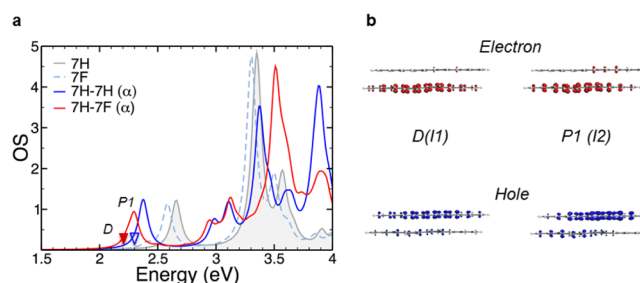 a
OS
5
4
3
2
1
7H
7F
7H-7H (α)
7H-7F (α)
P1
D
1.5 2.0 2.5 3.0 3.5 4
Energy (eV)
b
Electron
D(I1) P1 (I2)
Hole